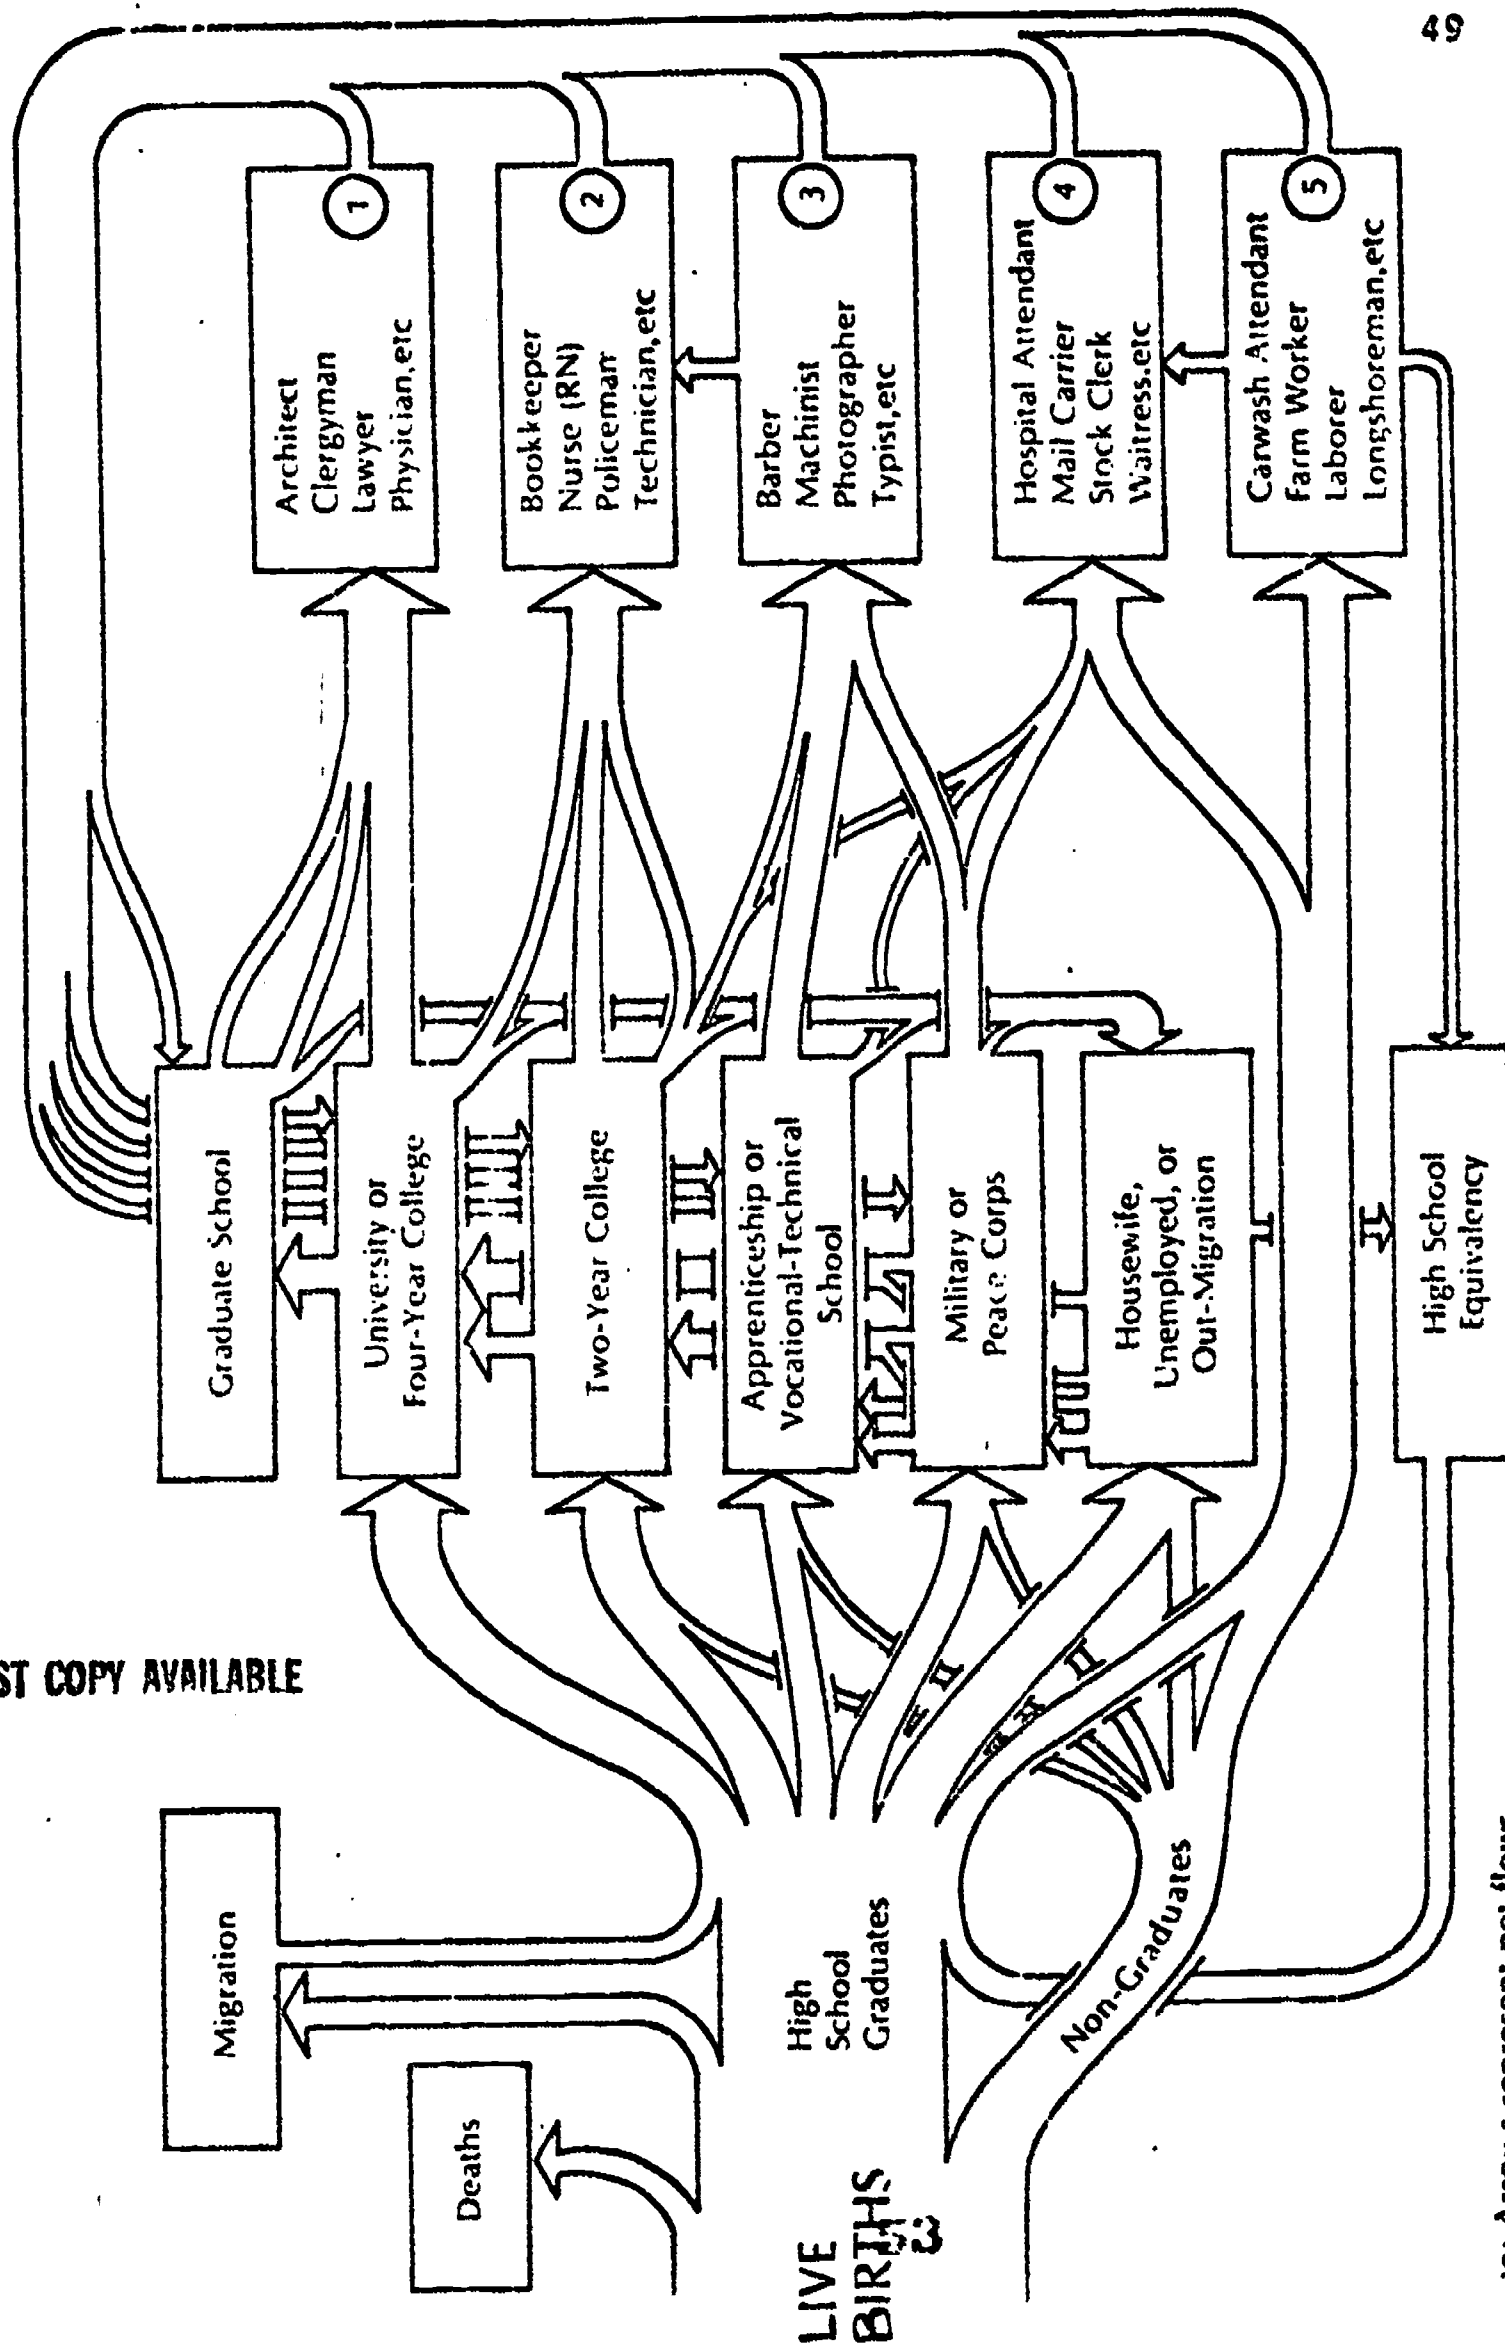 49
BEST COPY AVAILABLE
Migration
Deaths
LIVE
BIRTHS
High
School
Graduates
Non-Graduates
Graduate School
University or
Four-Year College
Two-Year College
Apprenticeship or
Vocational-Technical
School
Military or
Peace Corps
Housewife,
Unemployed, or
Out-Migration
High School
Equivalency
Architect
Clergyman
Lawyer
Physician,etc
1
Bookkeeper
Nurse (RN)
Policeman
Technician,etc
2
Barber
Machinist
Photographer
Typist,etc
3
Hospital Attendant
Mail Carrier
Stock Clerk
Waitress,etc
4
Carwash Attendant
Farm Worker
Laborer
Longshoreman,etc
5